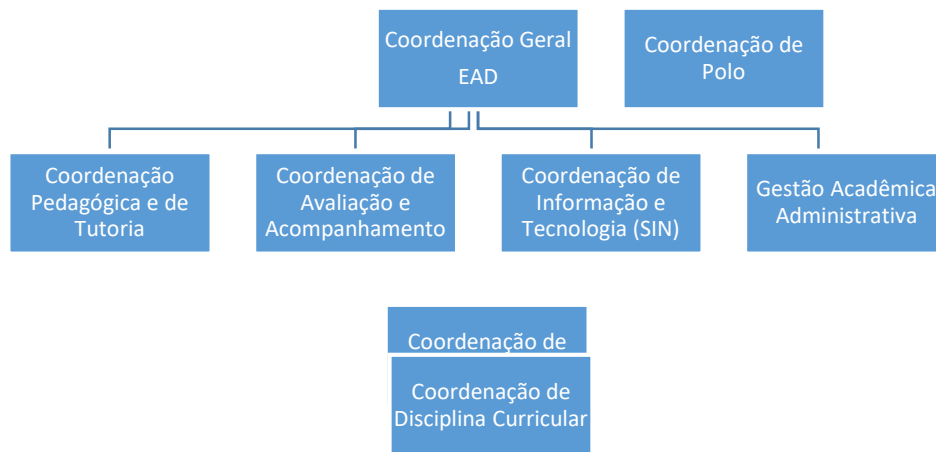 Coordenação Geral
EAD
Coordenação de
Polo
Coordenação
Pedagógica e de
Tutoria
Coordenação de
Avaliação e
Acompanhamento
Coordenação de
Informação e
Tecnologia (SIN)
Gestão Acadêmica
Administrativa
Coordenação de
Coordenação de
Disciplina Curricular